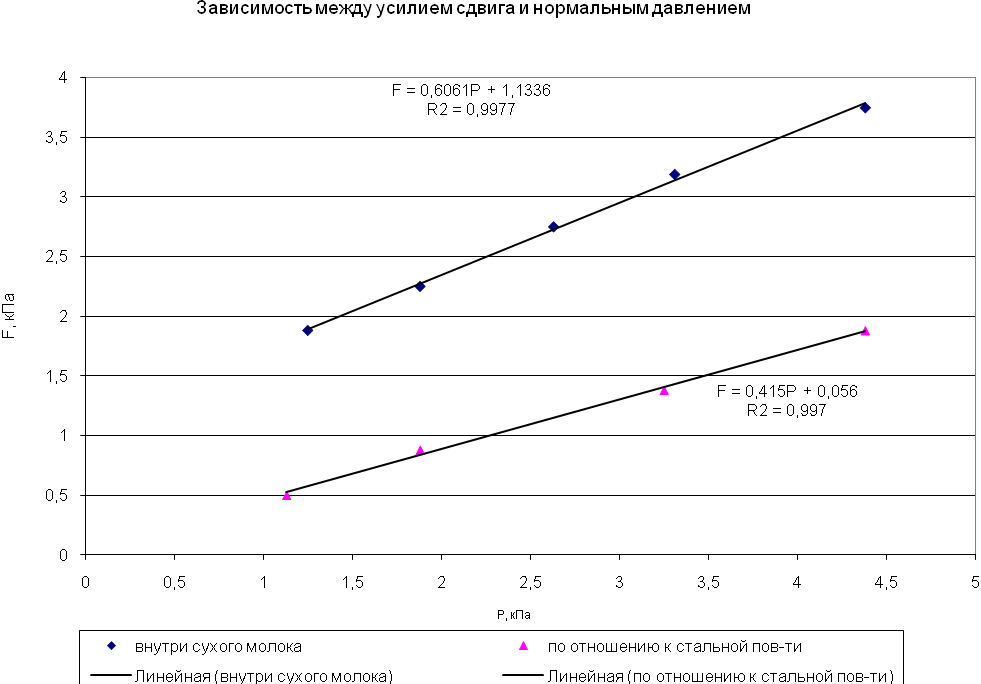 Зависимость между усилием сдвига и нормальным давлением
F = 0,6061P + 1,1336
R2 = 0,9977
F = 0,415P + 0,056
R2 = 0,997
F, кПа
4
3,5
3
2,5
2
1,5
1
0,5
0
0 0,5 1 1,5 2 2,5 3 3,5 4 4,5 5
Р, кПа
внутри сухого молока
по отношению к стальной пов-ти
Линейная (внутри сухого молока)
Линейная (по отношению к стальной пов-ти)